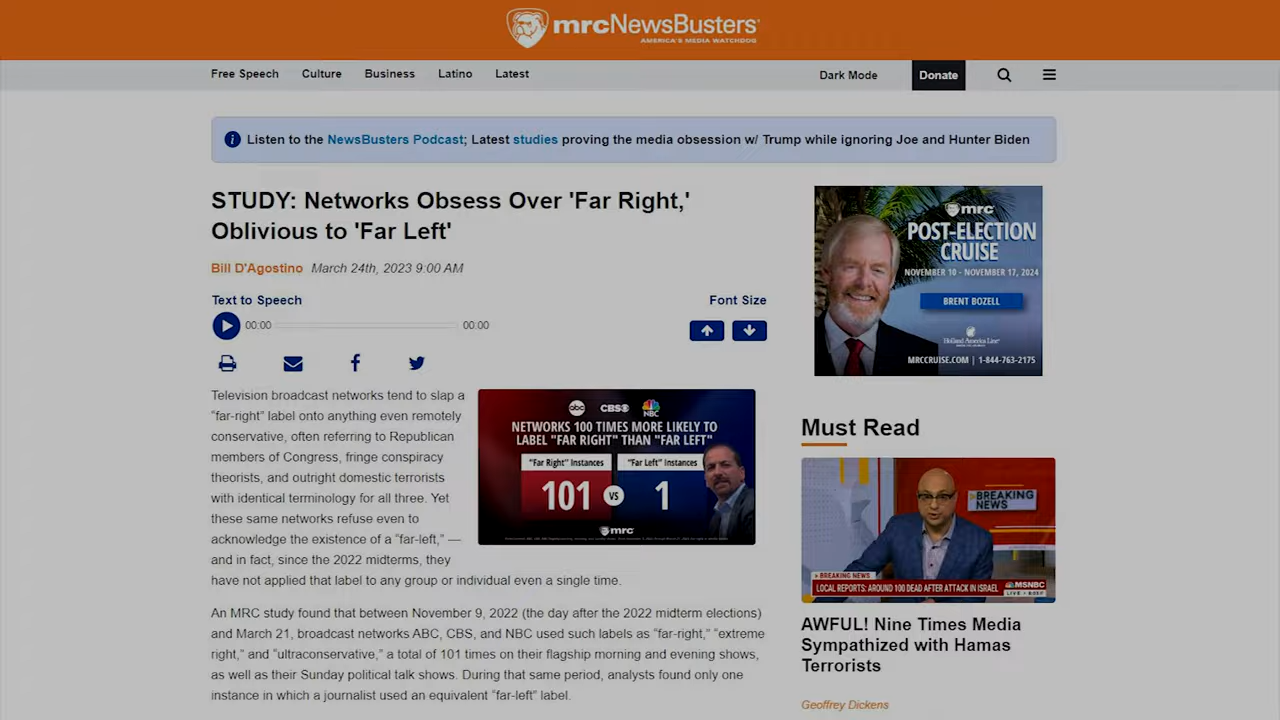 mrcNewsBusters
AMERICA'S MEDIA WATCHDOG
Free Speech Culture Business Latino Latest Dark Mode Donate
Listen to the NewsBusters Podcast; Latest studies proving the media obsession w/ Trump while ignoring Joe and Hunter Biden
STUDY: Networks Obsess Over 'Far Right,'
Oblivious to 'Far Left'
Bill D'Agostino March 24th, 2023 9:00 AM
Text to Speech Font Size
00:00 00:00
Television broadcast networks tend to slap a
“far-right” label onto anything even remotely
conservative, often referring to Republican
members of Congress, fringe conspiracy
theorists, and outright domestic terrorists
with identical terminology for all three. Yet
these same networks refuse even to
acknowledge the existence of a “far-left,” —
and in fact, since the 2022 midterms, they
have not applied that label to any group or individual even a single time.
abc CBS NBC
NETWORKS 100 TIMES MORE LIKELY TO
LABEL "FAR RIGHT" THAN "FAR LEFT"
"Far Right" Instances "Far Left" Instances
101 VS 1
mrc
An MRC study found that between November 9, 2022 (the day after the 2022 midterm elections)
and March 21, broadcast networks ABC, CBS, and NBC used such labels as “far-right,” “extreme
right,” and “ultraconservative,” a total of 101 times on their flagship morning and evening shows,
as well as their Sunday political talk shows. During that same period, analysts found only one
instance in which a journalist used an equivalent “far-left” label.
mrc
POST-ELECTION
CRUISE
NOVEMBER 10 - NOVEMBER 17, 2024
BRENT BOZELL
Holland America Line
MRCCRUISE.COM | 1-844-763-2175
Must Read
BREAKING
NEWS
BREAKING NEWS
LOCAL REPORTS: AROUND 100 DEAD AFTER ATTACK IN ISRAEL
MSNBC
LIVE
AWFUL! Nine Times Media
Sympathized with Hamas
Terrorists
Geoffrey Dickens